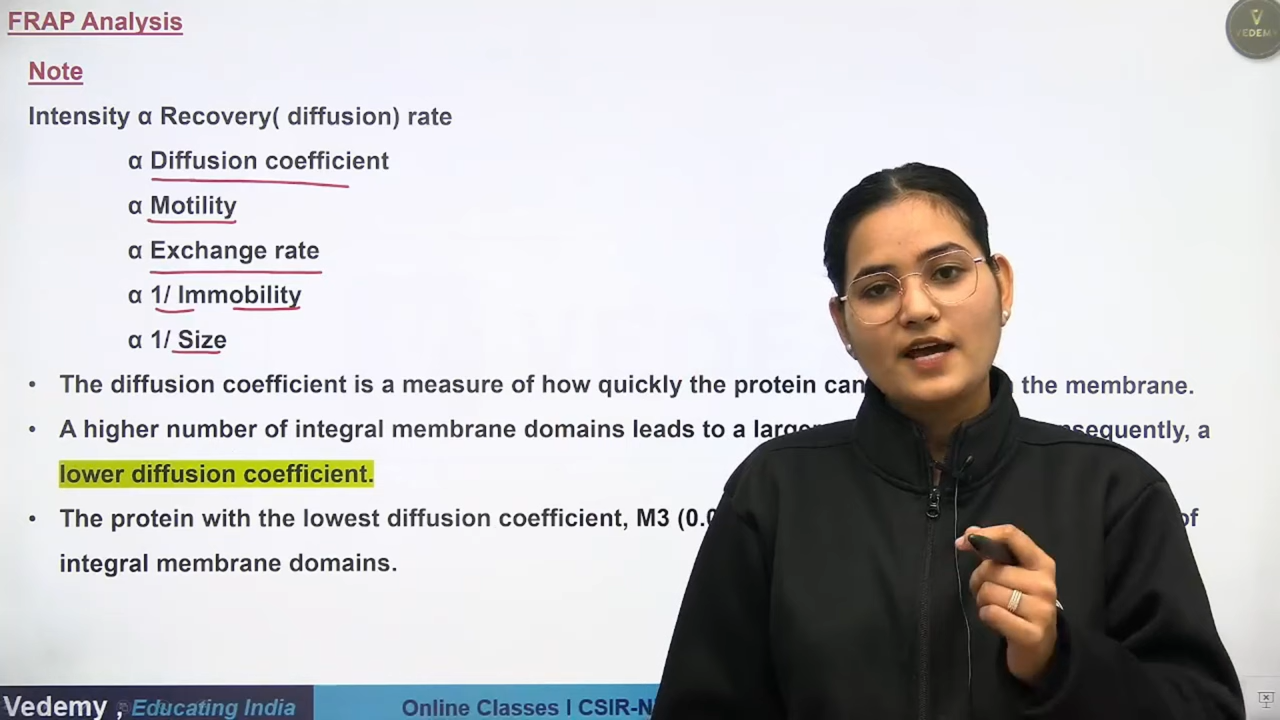 FRAP Analysis
VEDEMY
Note
Intensity α Recovery( diffusion) rate
α Diffusion coefficient
α Motility
α Exchange rate
α 1/ Immobility
α 1/ Size
• The diffusion coefficient is a measure of how quickly the protein can the membrane.
• A higher number of integral membrane domains leads to a a
lower diffusion coefficient.
• The protein with the lowest diffusion coefficient, M3 of
integral membrane domains.
Vedemy , Educating India
Online Classes I